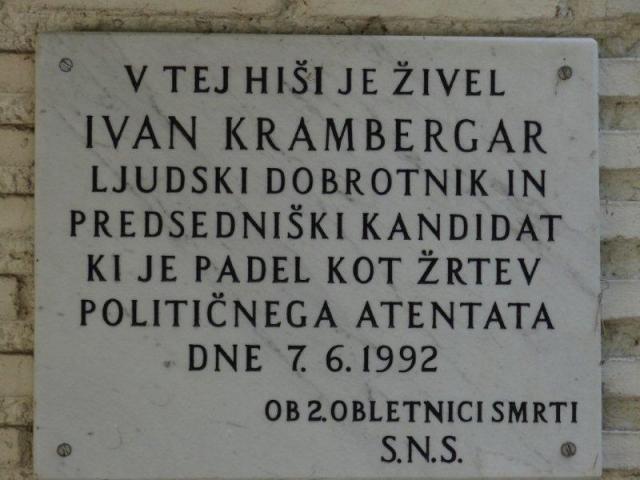 V TEJ HIŠI JE ŽIVEL
IVAN KRAMBERGAR
LJUDSKI DOBROTNIK IN
PREDSEDNIŠKI KANDIDAT
KI JE PADEL KOT ŽRTEV
POLITIČNEGA ATENTATA
DNE 7. 6. 1992
OB 2. OBLETNICI SMRTI
S.N.S.